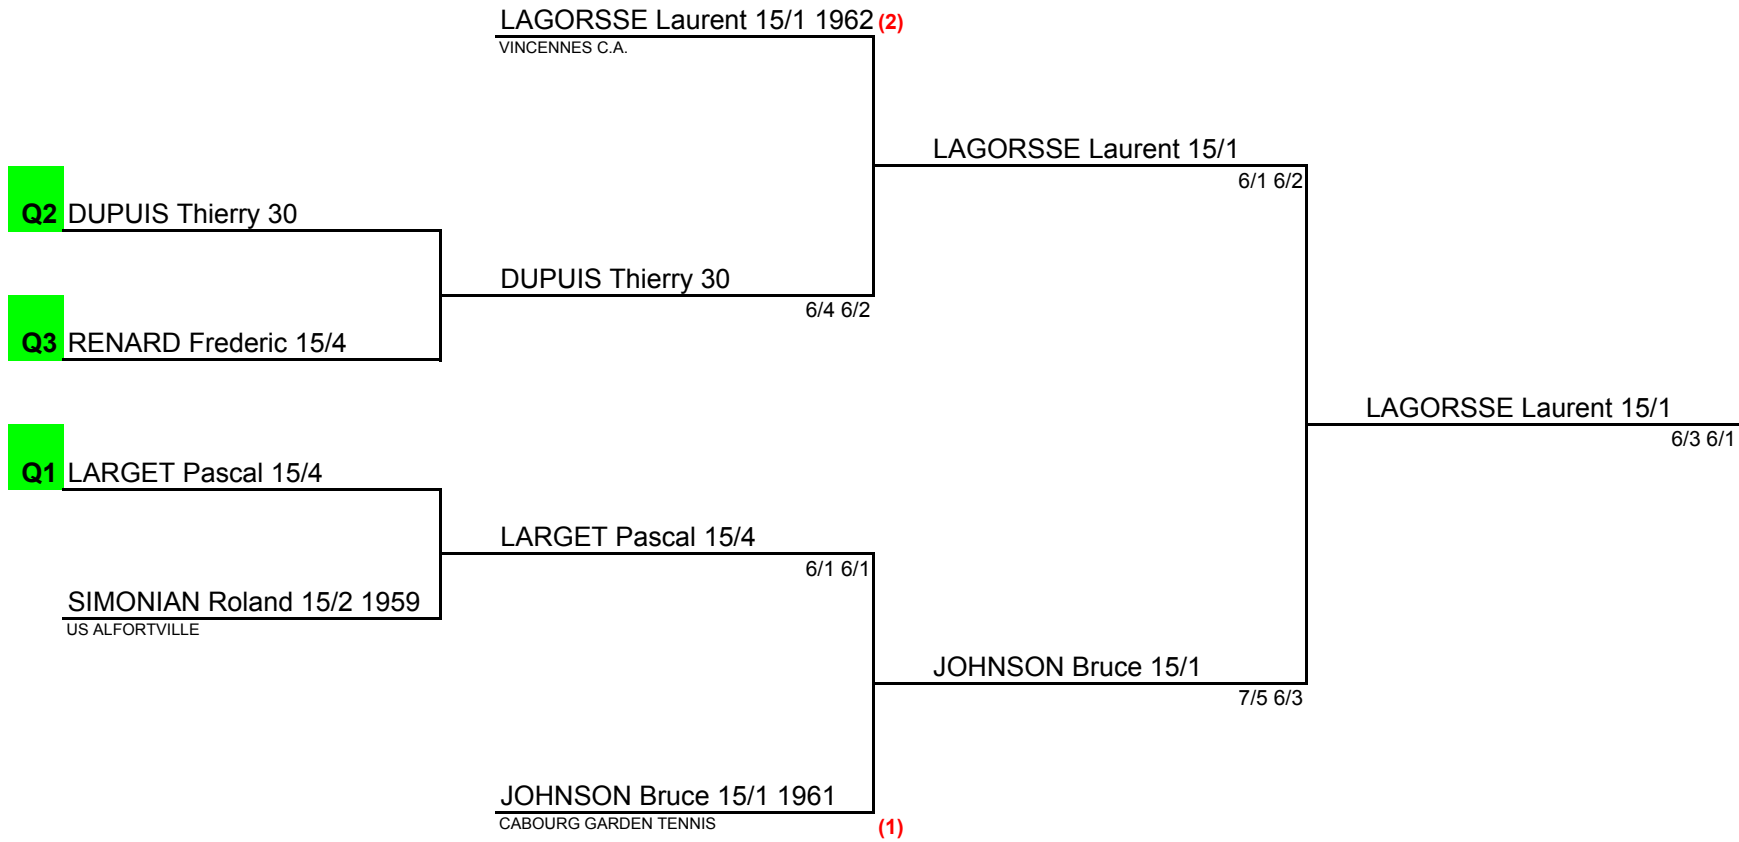 LAGORSSE Laurent 15/1 1962 (2)
VINCENNES C.A.
LAGORSSE Laurent 15/1
6/1 6/2
Q2 DUPUIS Thierry 30
DUPUIS Thierry 30
6/4 6/2
Q3 RENARD Frederic 15/4
LAGORSSE Laurent 15/1
6/3 6/1
Q1 LARGET Pascal 15/4
LARGET Pascal 15/4
6/1 6/1
SIMONIAN Roland 15/2 1959
US ALFORTVILLE
JOHNSON Bruce 15/1
7/5 6/3
JOHNSON Bruce 15/1 1961
CABOURG GARDEN TENNIS
(1)